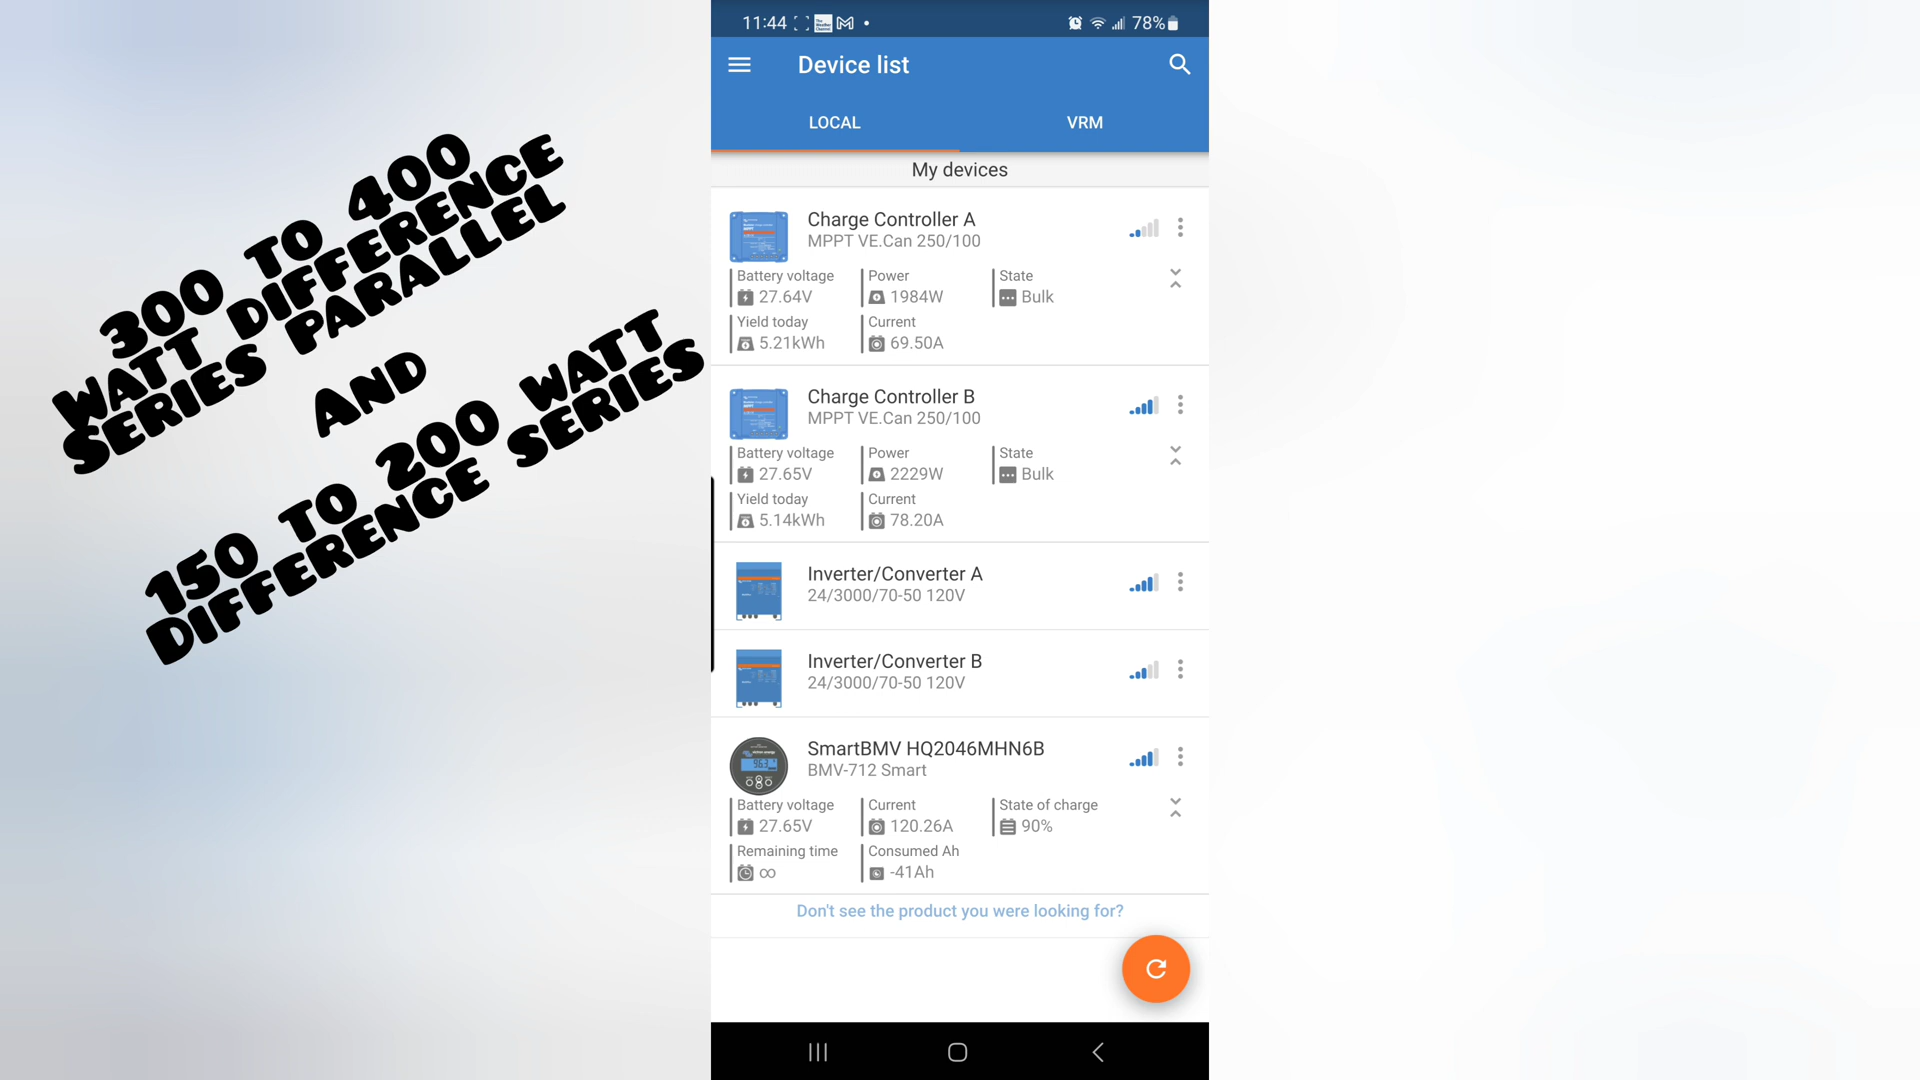 300 TO 400
WATT DIFFERENCE
SERIES PARALLEL
AND
150 TO 200 WATT
DIFFERENCE SERIES
11:44
78%
Device list
LOCAL
VRM
My devices
Charge Controller A
MPPT VE.Can 250/100
Battery voltage
Power
State
27.64V
1984W
Bulk
Yield today
Current
5.21kWh
69.50A
Charge Controller B
MPPT VE.Can 250/100
Battery voltage
Power
State
27.65V
2229W
Bulk
Yield today
Current
5.14kWh
78.20A
Inverter/Converter A
24/3000/70-50 120V
Inverter/Converter B
24/3000/70-50 120V
SmartBMV HQ2046MHN6B
BMV-712 Smart
Battery voltage
Current
State of charge
27.65V
120.26A
90%
Remaining time
Consumed Ah
∞
-41Ah
Don't see the product you were looking for?